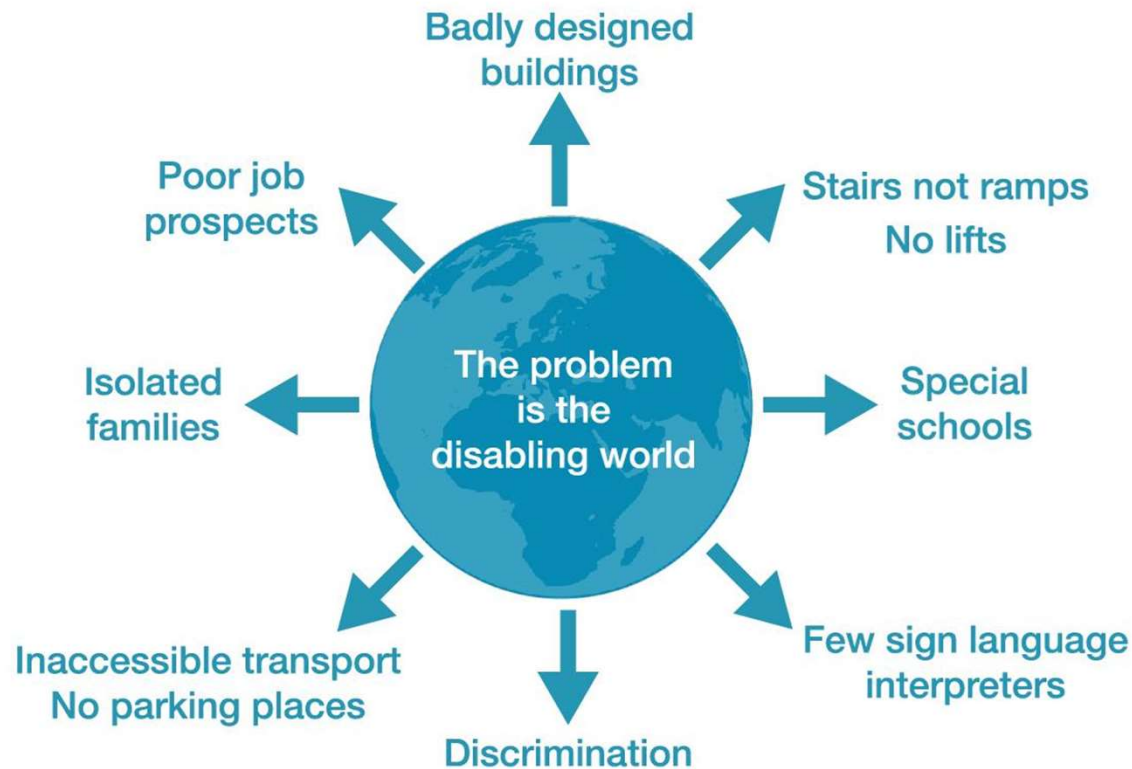 Badly designed
buildings
Poor job
prospects
Stairs not ramps
No lifts
Isolated
families
The problem
is the
disabling world
Special
schools
Inaccessible transport
No parking places
Few sign language
interpreters
Discrimination